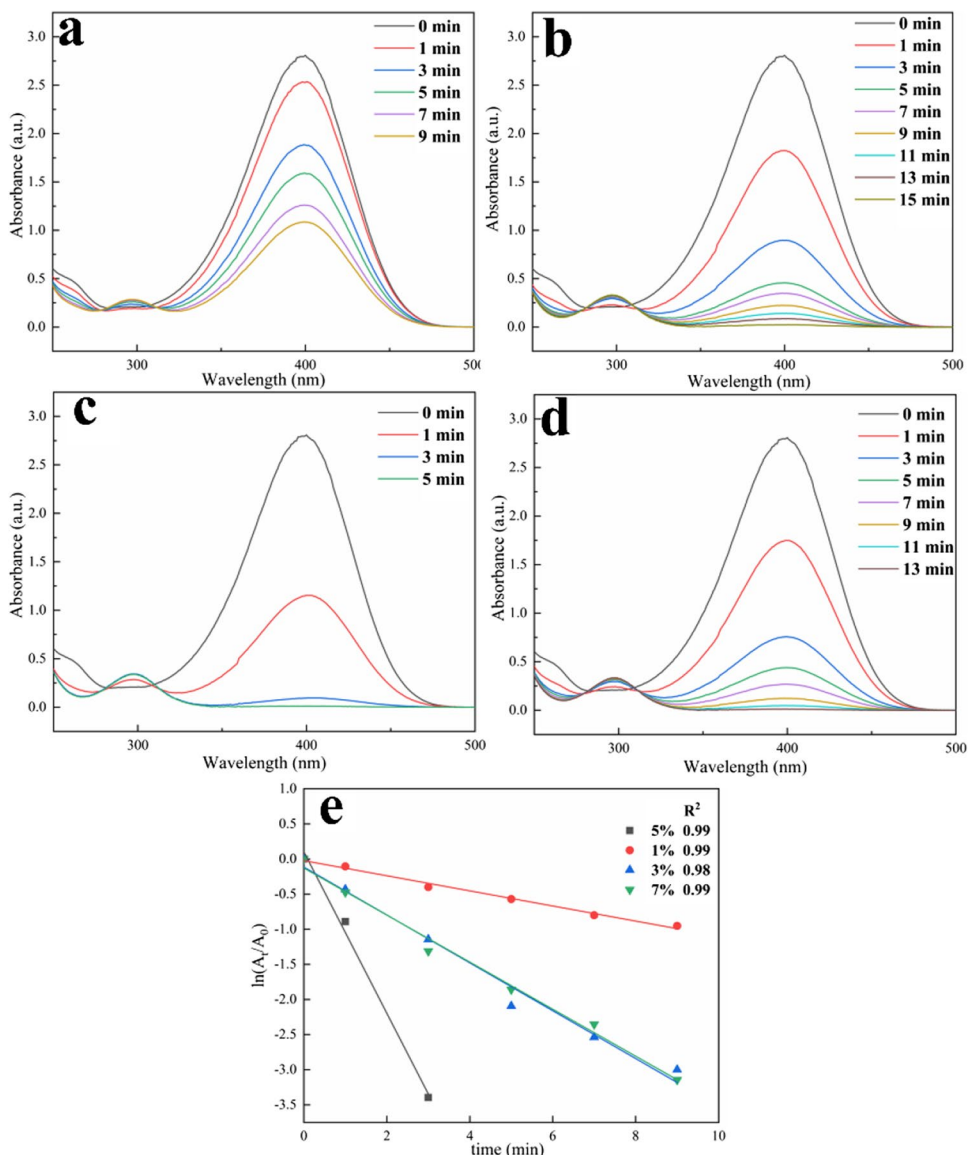 a
0 min
1 min
3 min
5 min
7 min
9 min
3.0
2.5
2.0
1.5
1.0
0.5
0.0
Absorbance (a.u.)
300
400
500
Wavelength (nm)
b
0 min
1 min
3 min
5 min
7 min
9 min
11 min
13 min
15 min
3.0
2.5
2.0
1.5
1.0
0.5
0.0
Absorbance (a.u.)
300
400
500
Wavelength (nm)
c
0 min
1 min
3 min
5 min
3.0
2.5
2.0
1.5
1.0
0.5
0.0
Absorbance (a.u.)
300
400
500
Wavelength (nm)
d
0 min
1 min
3 min
5 min
7 min
9 min
11 min
13 min
3.0
2.5
2.0
1.5
1.0
0.5
0.0
Absorbance (a.u.)
300
400
500
Wavelength (nm)
e
R²
5% 0.99
1% 0.99
3% 0.98
7% 0.99
1.0
0.5
0.0
-0.5
-1.0
-1.5
-2.0
-2.5
-3.0
-3.5
ln(Aₜ/A₀)
0
2
4
6
8
10
time (min)